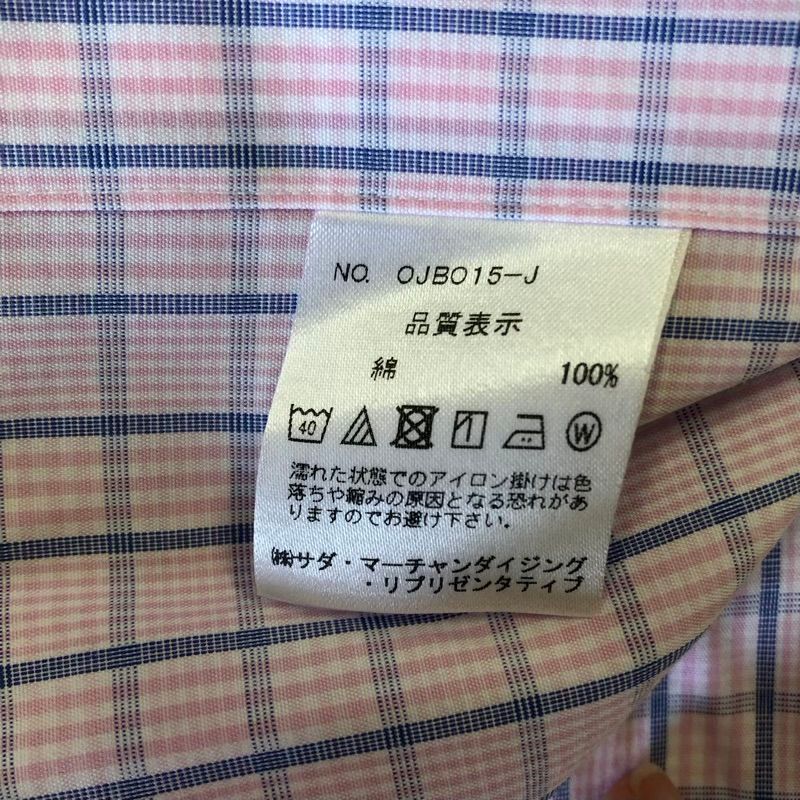 NO. OJB015-J
品質表示
綿 100%
40 W
濡れた状態でのアイロン掛けは色
落ちや縮みの原因となる恐れがあ
りますのでお避け下さい。
㈱サダ・マーチャンダイジング
・リプリゼンタティブ